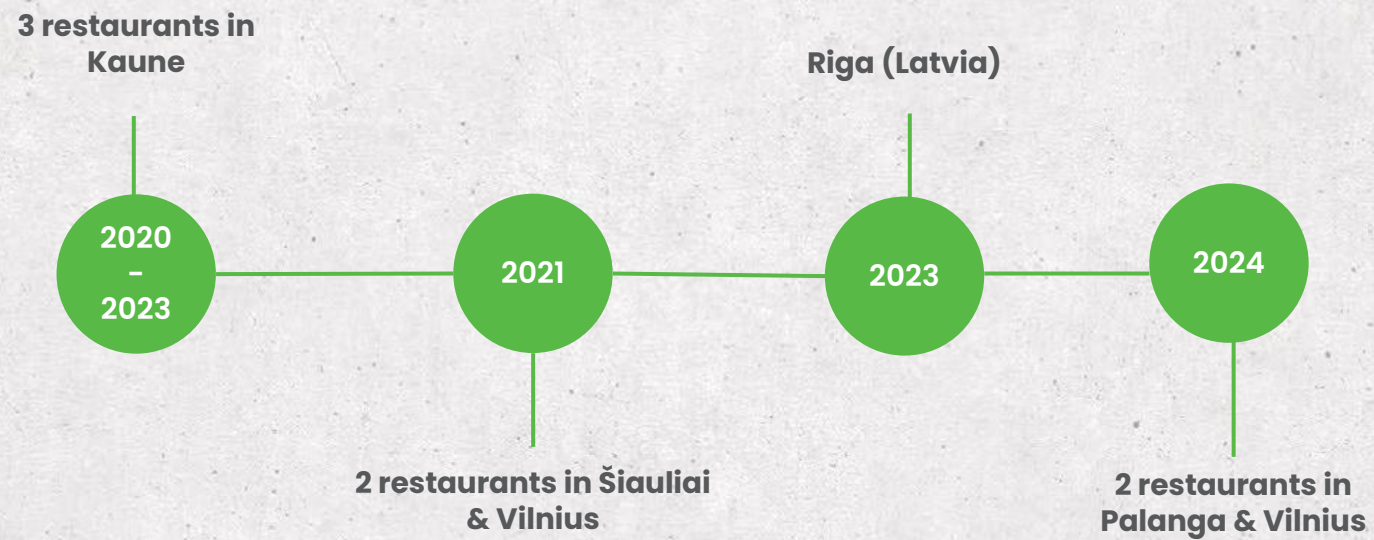 3 restaurants in
Kaune
2020
–
2023
2021
2 restaurants in Šiauliai
& Vilnius
Riga (Latvia)
2023
2024
2 restaurants in
Palanga & Vilnius